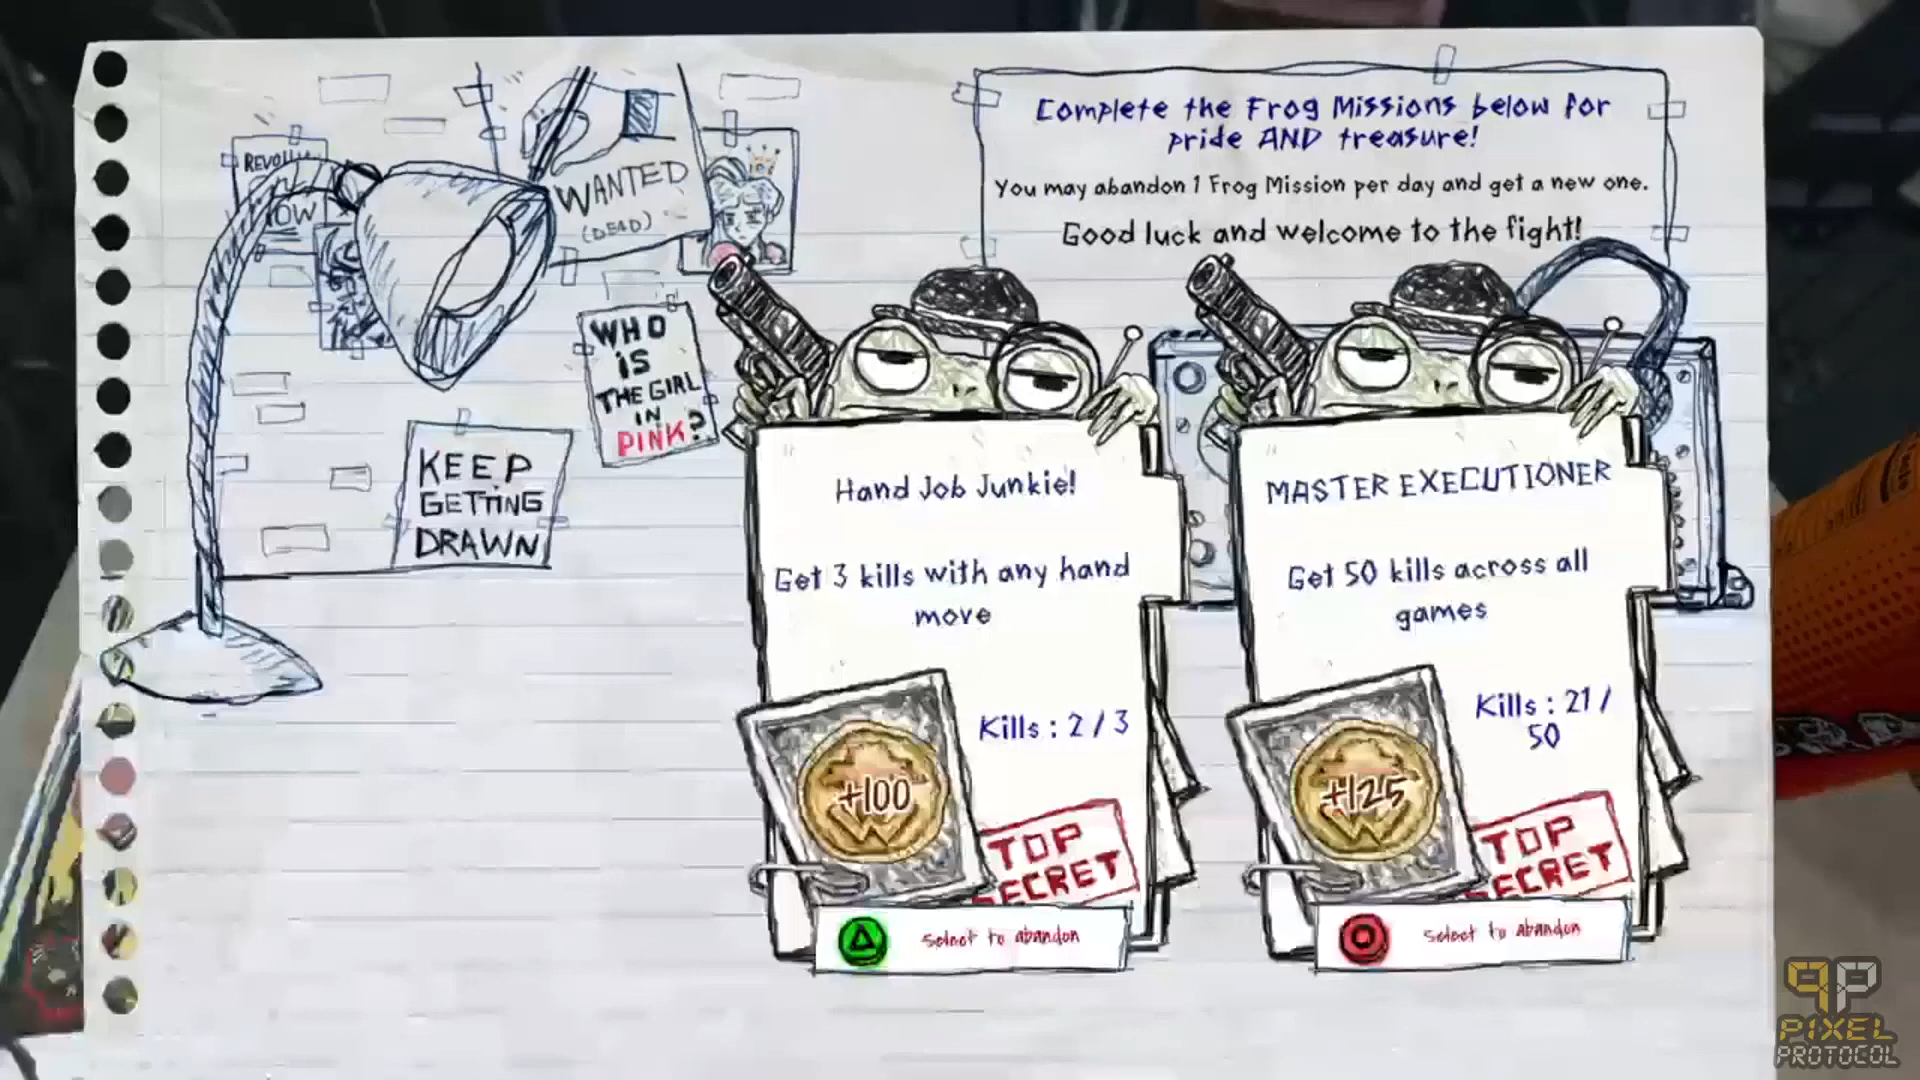 Complete the Frog Missions below for
pride AND treasure!
You may abandon 1 Frog Mission per day and get a new one.
Good luck and welcome to the fight!
WANTED
(DEAD)
WHO
iS
THE GIRL
IN
PINK?
KEEP
GETTING
DRAWN
Hand Job Junkie!
Get 3 kills with any hand
move
Kills : 2 / 3
+100
TOP
SECRET
Select to abandon
MASTER EXECUTIONER
Get 50 kills across all
games
Kills : 21 /
50
+125
TOP
SECRET
Select to abandon
PP
PIXEL
PROTOCOL